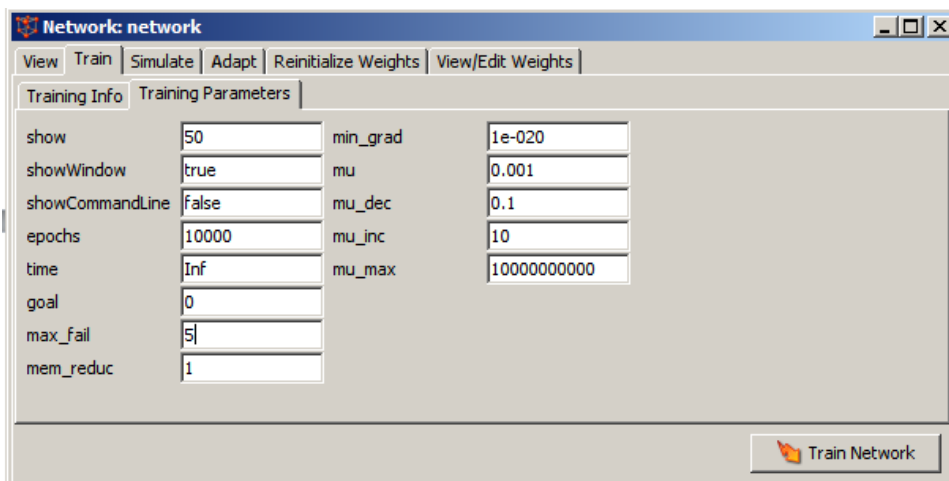 Network: network
View Train Simulate Adapt Reinitialize Weights View/Edit Weights
Training Info Training Parameters
show 50 min_grad 1e-020
showWindow true mu 0.001
showCommandLine false mu_dec 0.1
epochs 10000 mu_inc 10
time Inf mu_max 10000000000
goal 0
max_fail 5
mem_reduc 1
Train Network